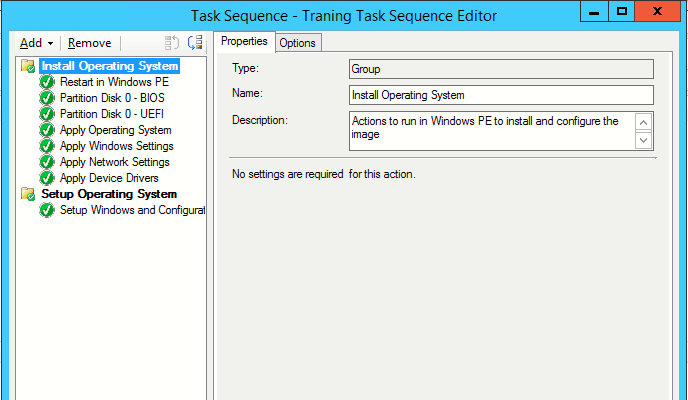 Task Sequence - Traning Task Sequence Editor
Add Remove
Properties Options
Install Operating System
Restart in Windows PE
Partition Disk 0 - BIOS
Partition Disk 0 - UEFI
Apply Operating System
Apply Windows Settings
Apply Network Settings
Apply Device Drivers
Setup Operating System
Setup Windows and Configurat
Type: Group
Name: Install Operating System
Description: Actions to run in Windows PE to install and configure the
image
No settings are required for this action.